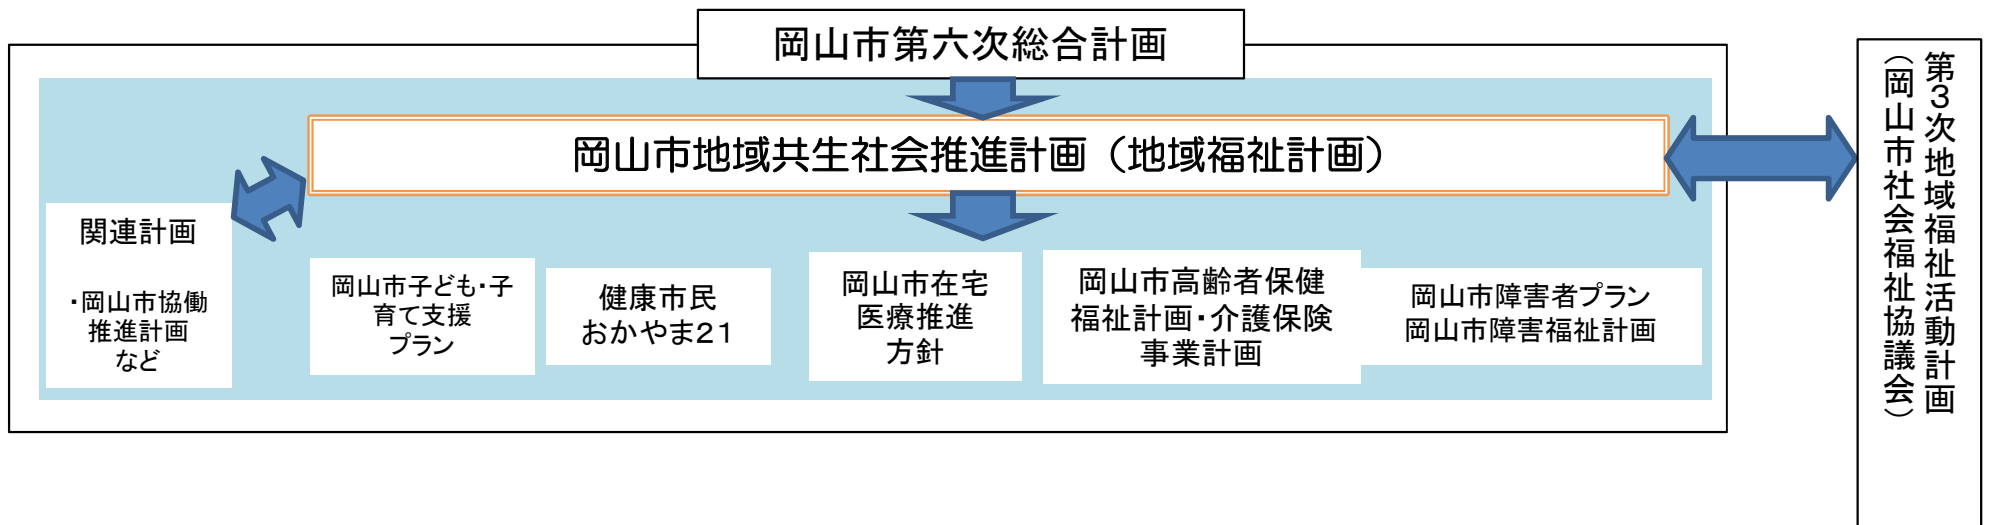 岡山市第六次総合計画
岡山市地域共生社会推進計画（地域福祉計画）
関連計画
・岡山市協働
推進計画
など
岡山市子ども・子
育て支援
プラン
健康市民
おかやま２１
岡山市在宅
医療推進
方針
岡山市高齢者保健
福祉計画・介護保険
事業計画
岡山市障害者プラン
岡山市障害福祉計画
第３次地域福祉活動計画
（岡山市社会福祉協議会）